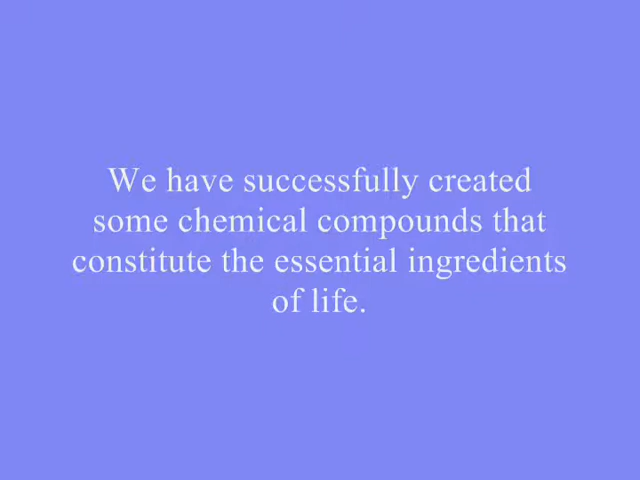 We have successfully created
some chemical compounds that
constitute the essential ingredients
of life.